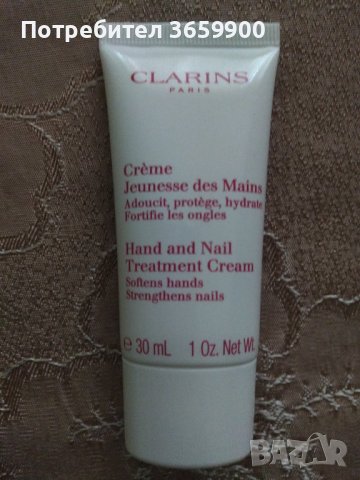 Потребител 3659900
CLARINS
PARIS
Crème
Jeunesse des Mains
Adoucit, protège, hydrate
Fortifie les ongles
Hand and Nail
Treatment Cream
Softens hands
Strengthens nails
℮ 30 mL 1 Oz. Net Wt.
BAZAR